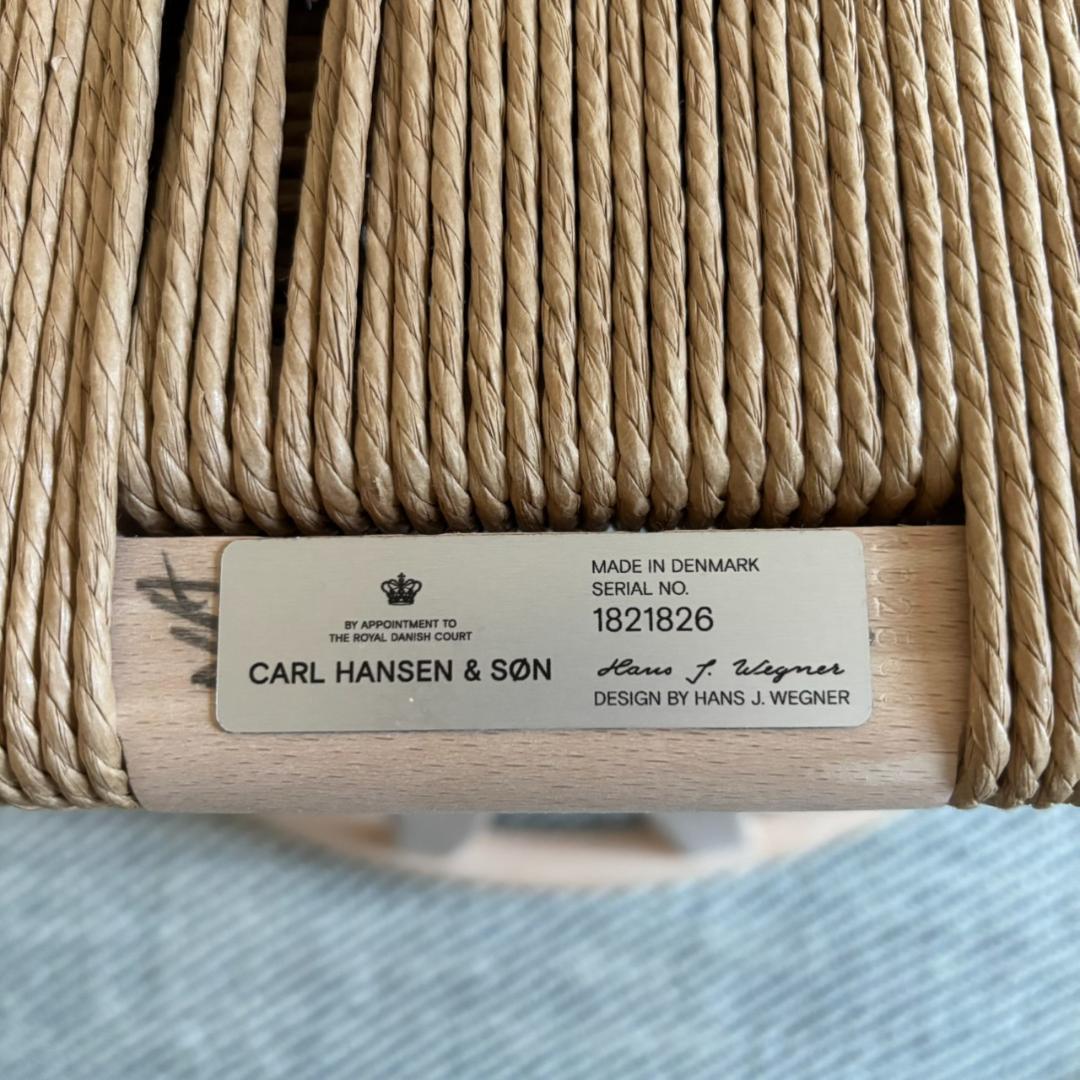 BY APPOINTMENT TO
THE ROYAL DANISH COURT
CARL HANSEN & SØN
MADE IN DENMARK
SERIAL NO.
1821826
Hans J. Wegner
DESIGN BY HANS J. WEGNER